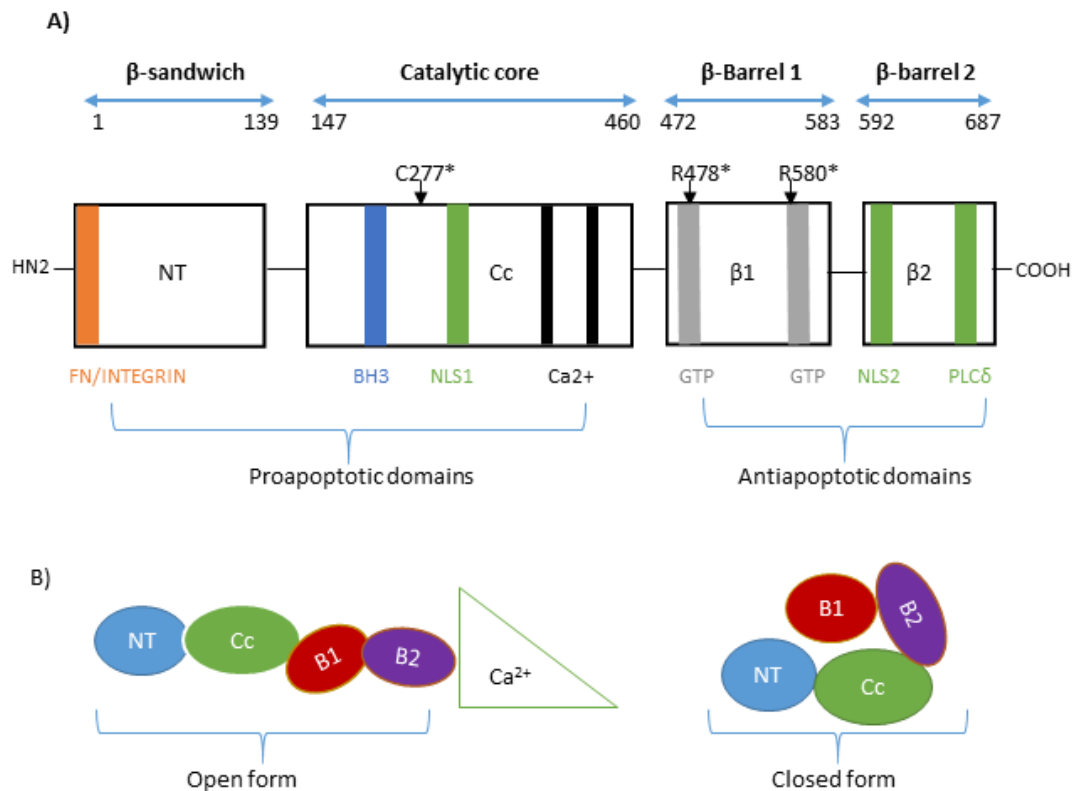 A)
β-sandwich Catalytic core β-Barrel 1 β-barrel 2
1 139 147 460 472 583 592 687
C277* R478* R580*
HN2 NT Cc β1 β2 COOH
FN/INTEGRIN BH3 NLS1 Ca2+ GTP GTP NLS2 PLCδ
Proapoptotic domains Antiapoptotic domains
B)
NT Cc B1 B2 Ca²⁺
B1 B2
NT Cc
Open form Closed form